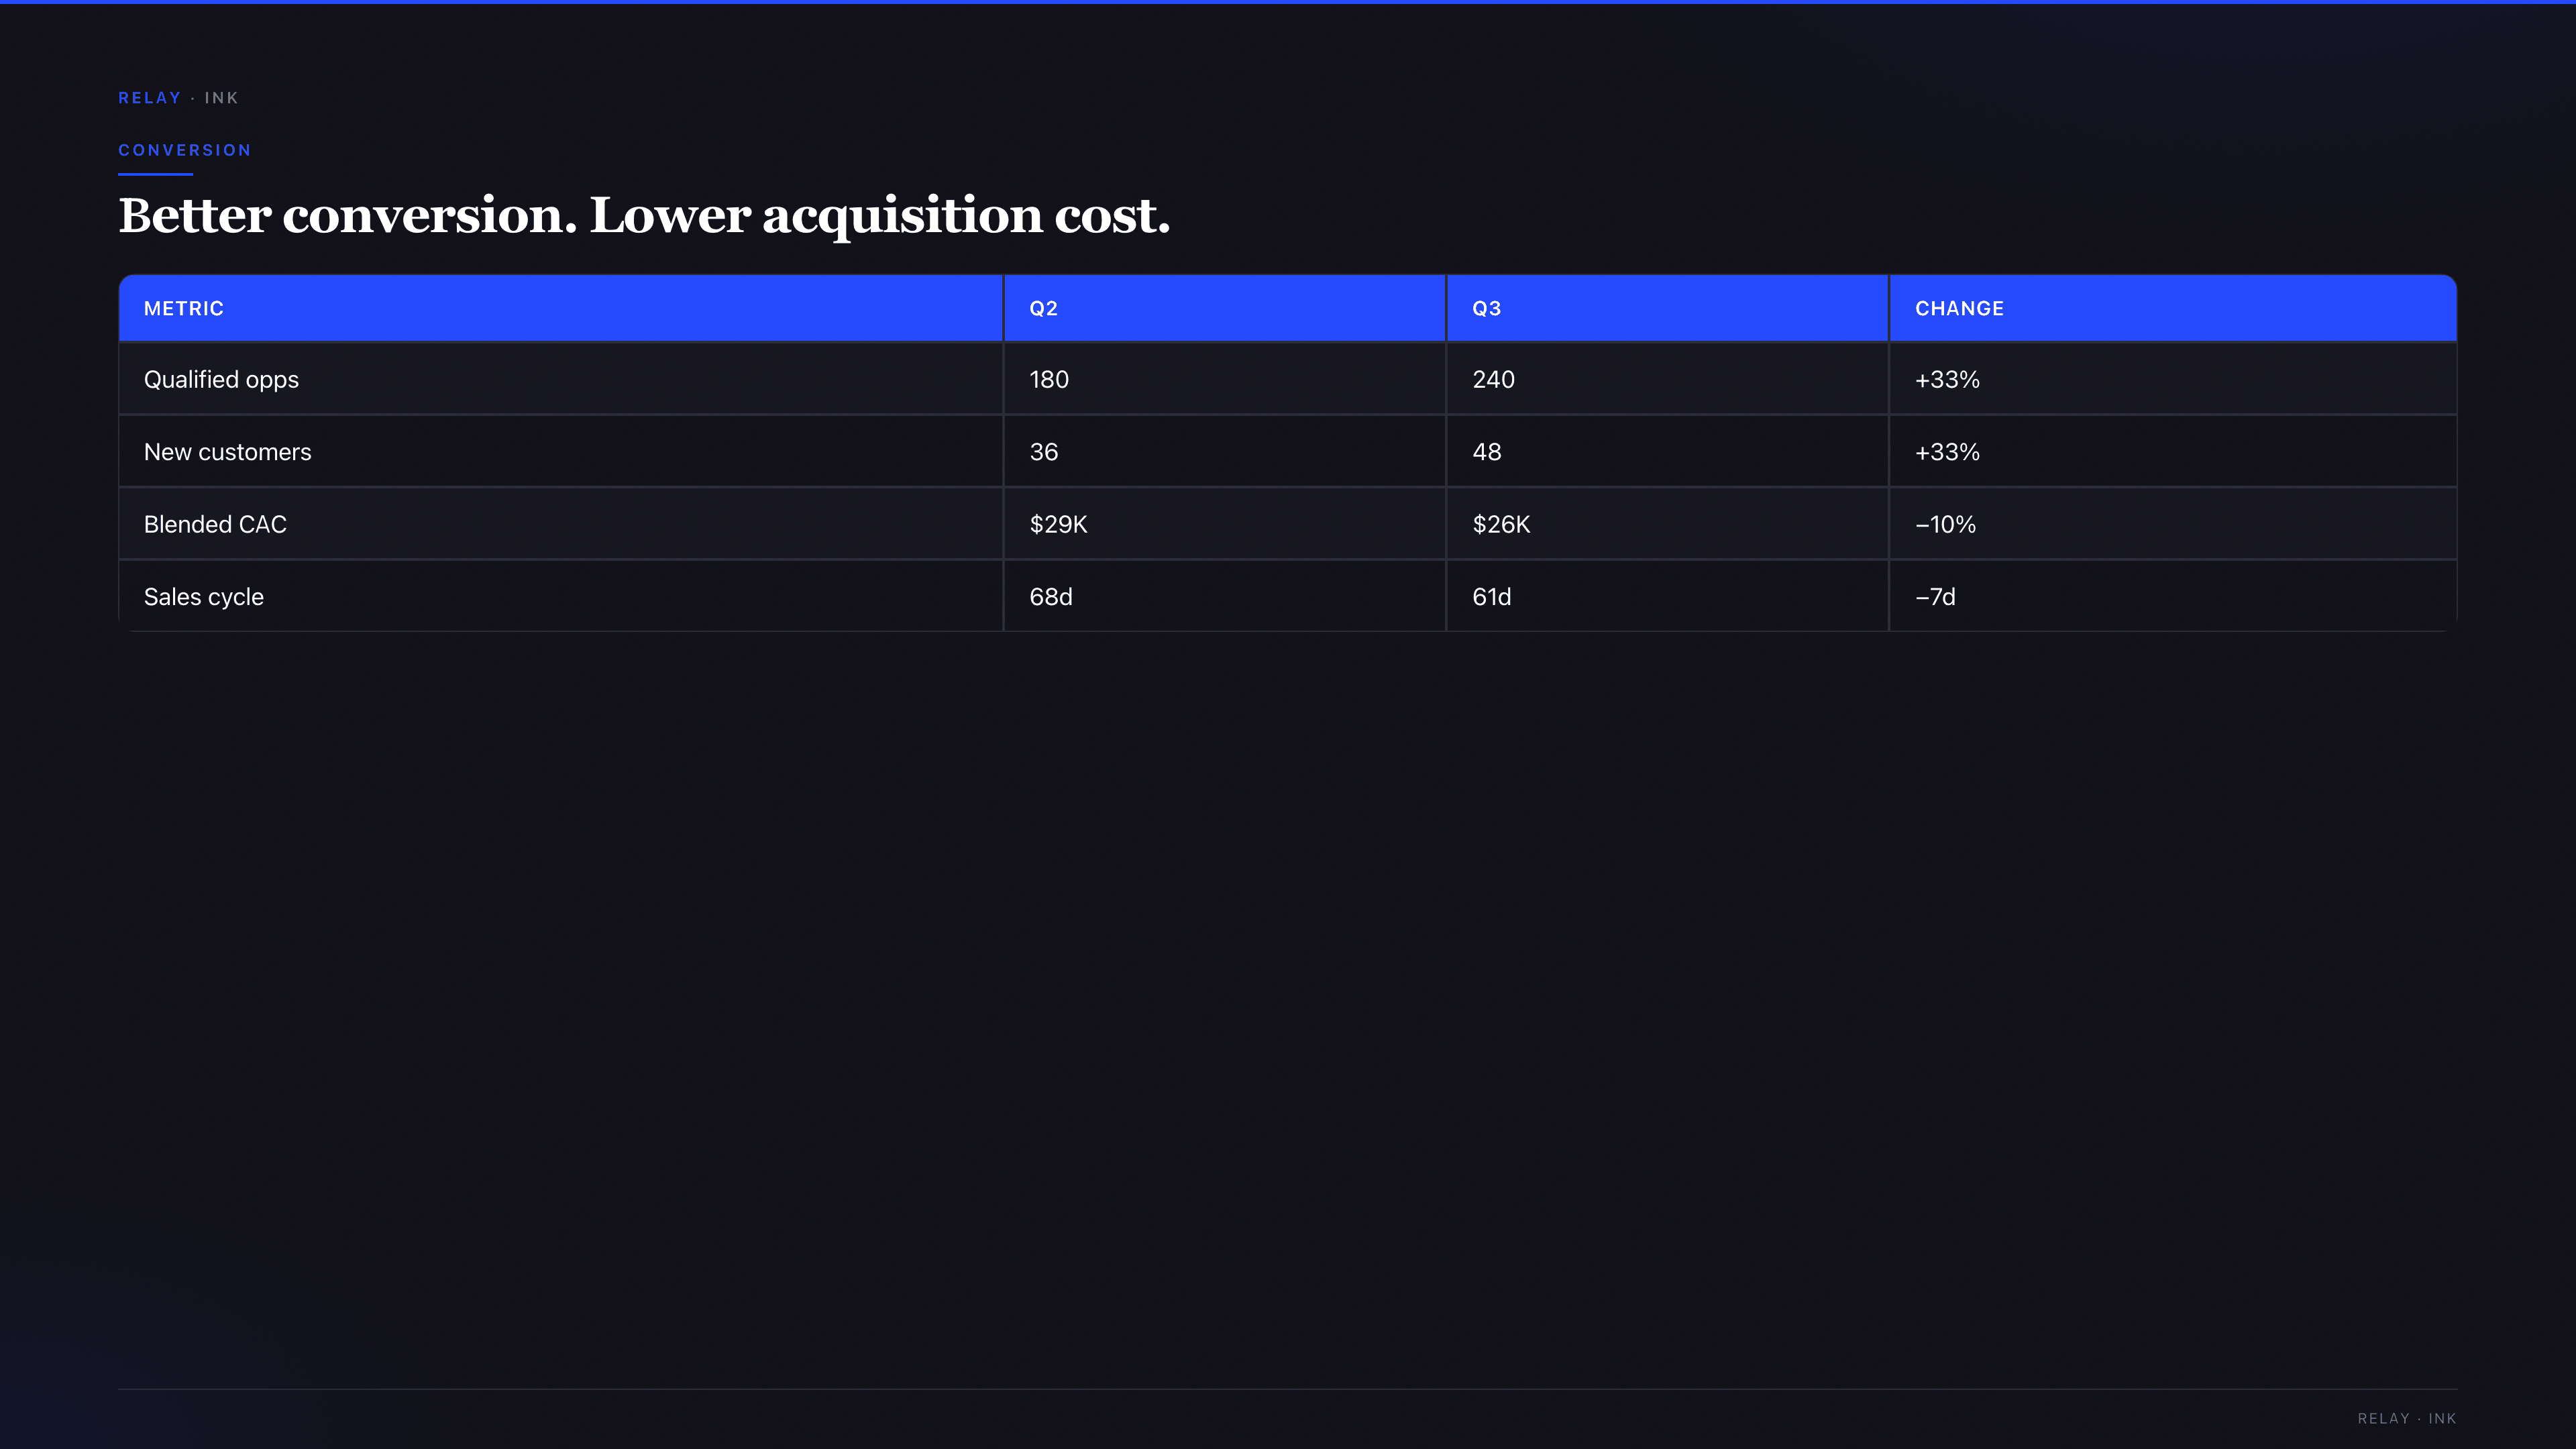 RELAY · INK
CONVERSION
Better conversion. Lower acquisition cost.
METRIC Q2 Q3 CHANGE
Qualified opps 180 240 +33%
New customers 36 48 +33%
Blended CAC $29K $26K −10%
Sales cycle 68d 61d −7d
RELAY · INK